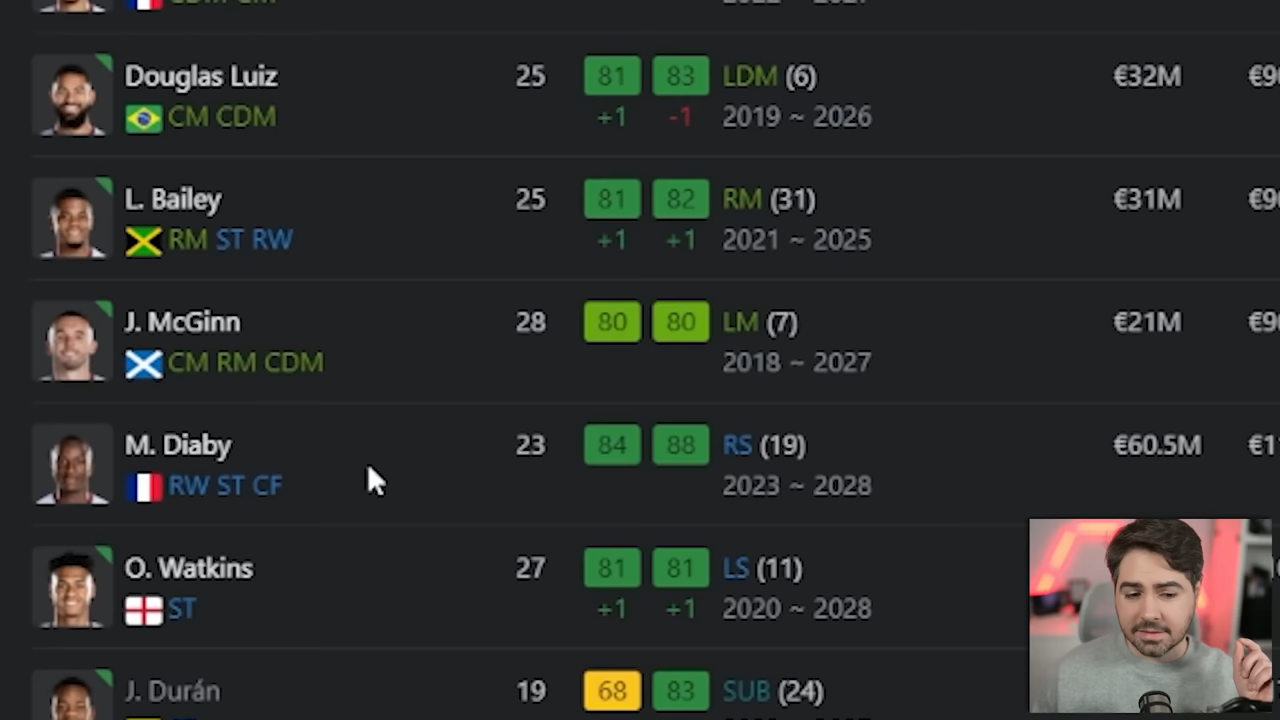 Douglas Luiz 25 81 83 LDM (6) €32M
CM CDM +1 -1 2019 ~ 2026
L. Bailey 25 81 82 RM (31) €31M
RM ST RW +1 +1 2021 ~ 2025
J. McGinn 28 80 80 LM (7) €21M
CM RM CDM 2018 ~ 2027
M. Diaby 23 84 88 RS (19) €60.5M
RW ST CF 2023 ~ 2028
O. Watkins 27 81 81 LS (11)
ST +1 +1 2020 ~ 2028
J. Durán 19 68 83 SUB (24)